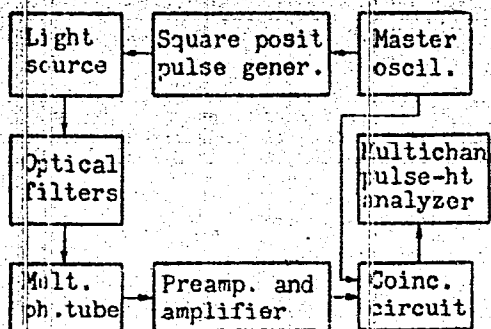 Light
source
Square posit
pulse gener.
Master
oscil.
Optical
filters
Multichan
pulse-ht
analyzer
Mult.
ph.tube
Preamp. and
amplifier
Coinc.
circuit